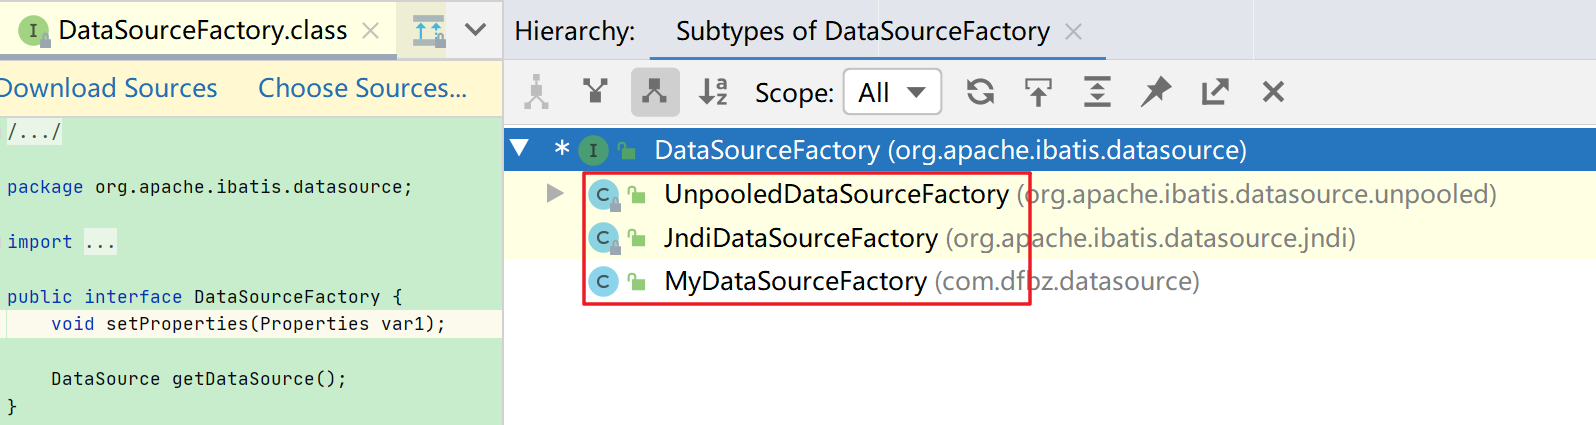 DataSourceFactory.class
Download Sources Choose Sources...
/.../
package org.apache.ibatis.datasource;
import ...
public interface DataSourceFactory {
void setProperties(Properties var1);
DataSource getDataSource();
}
Hierarchy: Subtypes of DataSourceFactory
Scope: All
* I DataSourceFactory (org.apache.ibatis.datasource)
C UnpooledDataSourceFactory (org.apache.ibatis.datasource.unpooled)
C JndiDataSourceFactory (org.apache.ibatis.datasource.jndi)
C MyDataSourceFactory (com.dfbz.datasource)